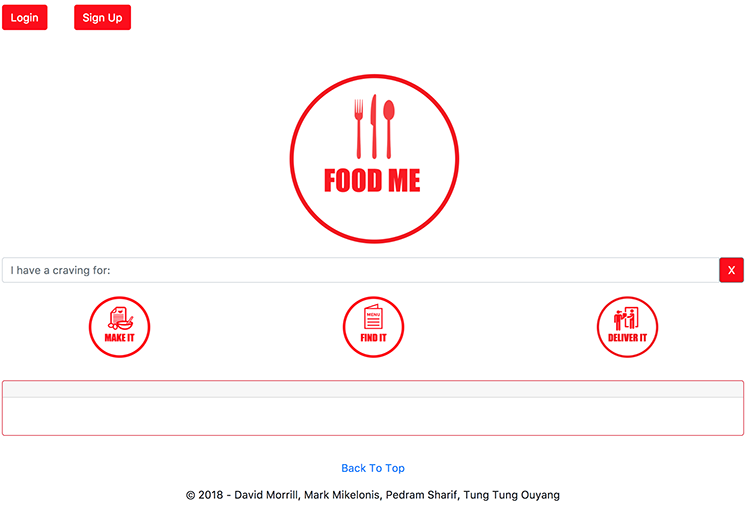 Login
Sign Up
FOOD ME
I have a craving for:
X
MAKE IT
MENU
FIND IT
DELIVER IT
Back To Top
© 2018 - David Morrill, Mark Mikelonis, Pedram Sharif, Tung Tung Ouyang